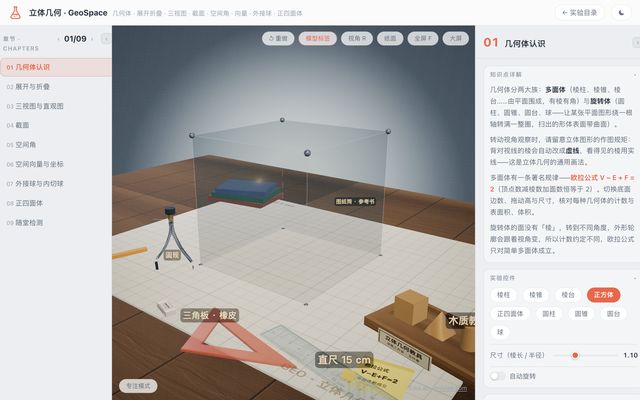 立体几何 · GeoSpace
几何体 · 展开折叠 · 三视图 · 截面 · 空间角 · 向量 · 外接球 · 正四面体
← 实验目录
章节 ·
CHAPTERS
‹ 01/09 ›
01 几何体认识
02 展开与折叠
03 三视图与直观图
04 截面
05 空间角
06 空间向量与坐标
07 外接球与内切球
08 正四面体
09 随堂检测
重做
模型标签
视角 R
纸面
全屏 F
大屏
图纸筒 · 参考书
圆规
三角板 · 橡皮
直尺 15 cm
木质教
立体几何教具
V−E+F=2
专注模式
01 几何体认识
知识点详解
几何体分两大族：多面体（棱柱、棱锥、棱
台……由平面围成，有棱有角）与旋转体（圆
柱、圆锥、圆台、球——让某张平面图形绕一根
轴转满一整圈，扫出的形体表面带曲面）。
转动视角观察时，请留意立体图形的作图规矩：
背对视线的棱会自动改成虚线，看得见的棱用实
线——这是立体几何的通用画法。
多面体有一条著名规律——欧拉公式 V − E + F =
2（顶点数减棱数加面数恒等于 2）。切换底面
边数、拖动高与尺寸，核对每种几何体的计数与
表面积、体积。
旋转体的面没有「棱」，转到不同角度，外形轮
廓会跟着视角变，所以计数约定不同，欧拉公式
只对简单多面体成立。
实验控件
棱柱
棱锥
棱台
正方体
正四面体
圆柱
圆锥
圆台
球
尺寸（棱长 / 半径）
1.10
自动旋转